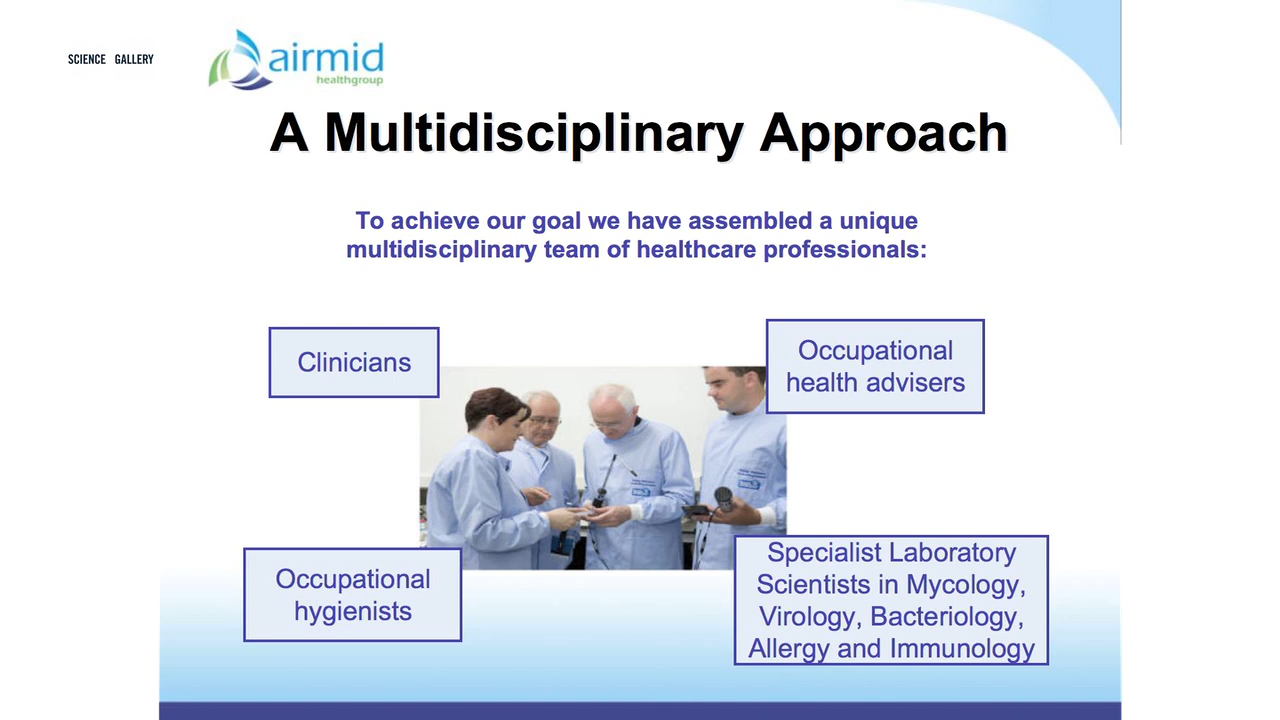 SCIENCE GALLERY
airmid
healthgroup
A Multidisciplinary Approach
To achieve our goal we have assembled a unique
multidisciplinary team of healthcare professionals:
Clinicians
Occupational
health advisers
Occupational
hygienists
Specialist Laboratory
Scientists in Mycology,
Virology, Bacteriology,
Allergy and Immunology